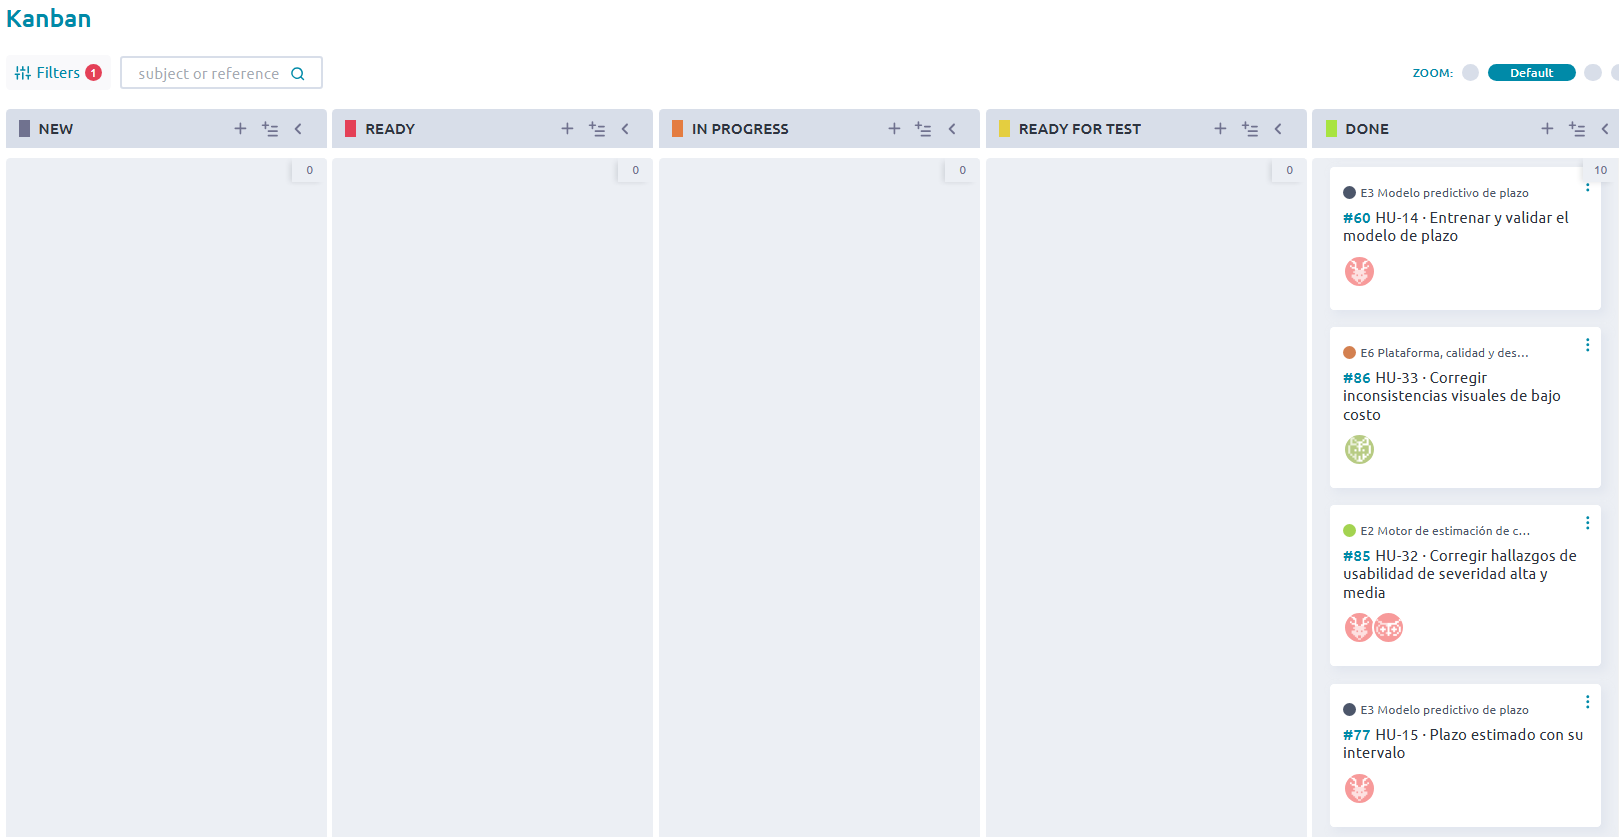 Kanban
Filters 1
subject or reference
ZOOM: Default
NEW
READY
IN PROGRESS
READY FOR TEST
DONE
0
0
0
0
10
E3 Modelo predictivo de plazo
#60 HU-14 · Entrenar y validar el
modelo de plazo
E6 Plataforma, calidad y des...
#86 HU-33 · Corregir
inconsistencias visuales de bajo
costo
E2 Motor de estimación de c...
#85 HU-32 · Corregir hallazgos de
usabilidad de severidad alta y
media
E3 Modelo predictivo de plazo
#77 HU-15 · Plazo estimado con su
intervalo